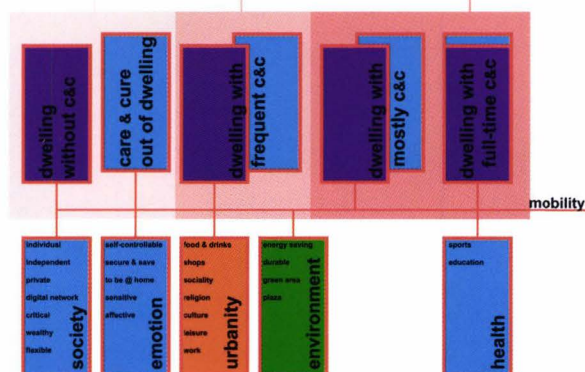 dwelling
without c&c
care & cure
out of dwelling
dwelling with
frequent c&c
dwelling with
mostly c&c
dwelling with
full-time c&c
mobility
individual
independent
private
digital network
critical
wealthy
flexible
society
self-controllable
secure & save
to be @ home
sensitive
affective
emotion
food & drinks
shops
sociality
religion
culture
leisure
work
urbanity
energy saving
durable
green area
plaza
environment
sports
education
health